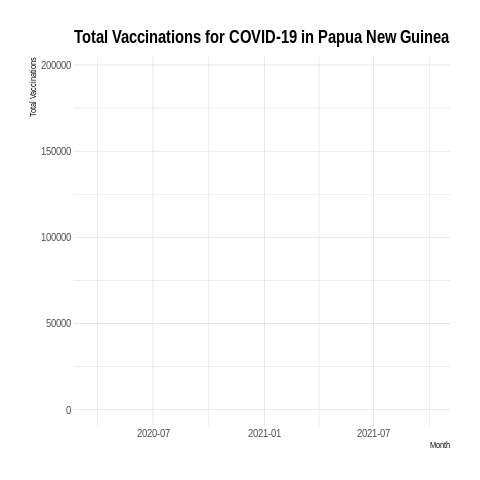 Total Vaccinations for COVID-19 in Papua New Guinea
Total Vaccinations
200000
150000
100000
50000
0
2020-07 2021-01 2021-07
Month